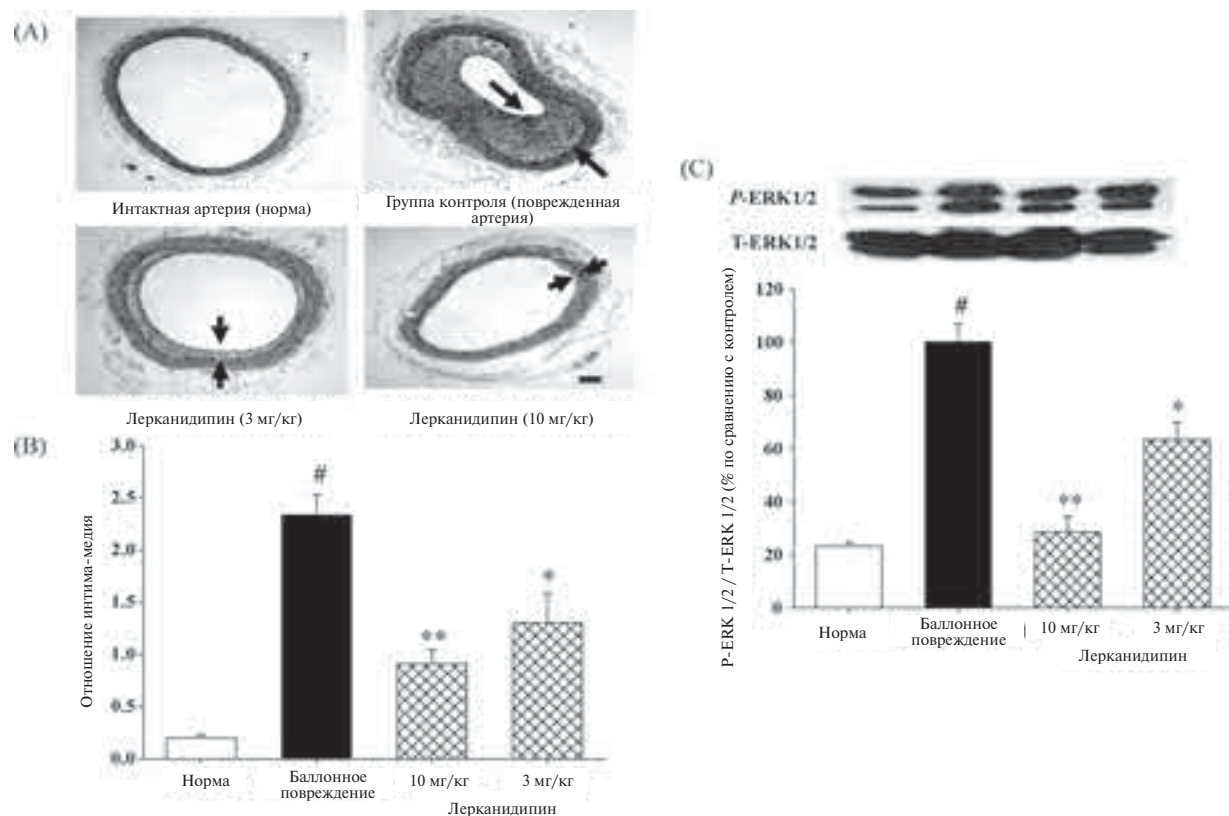 (A)
Интактная артерия (норма)
Группа контроля (поврежденная
артерия)
Лерканидипин (3 мг/кг)
Лерканидипин (10 мг/кг)
(B)
Отношение интима-медия
3.0
2.5
2.0
1.5
1.0
0.5
0.0
#
**
*
Норма
Баллонное
повреждение
10 мг/кг
3 мг/кг
Лерканидипин
(C)
P-ERK1/2
T-ERK1/2
P-ERK 1/2 / T-ERK 1/2 (% по сравнению с контролем)
120
100
80
60
40
20
0
#
**
*
Норма
Баллонное
повреждение
10 мг/кг
3 мг/кг
Лерканидипин